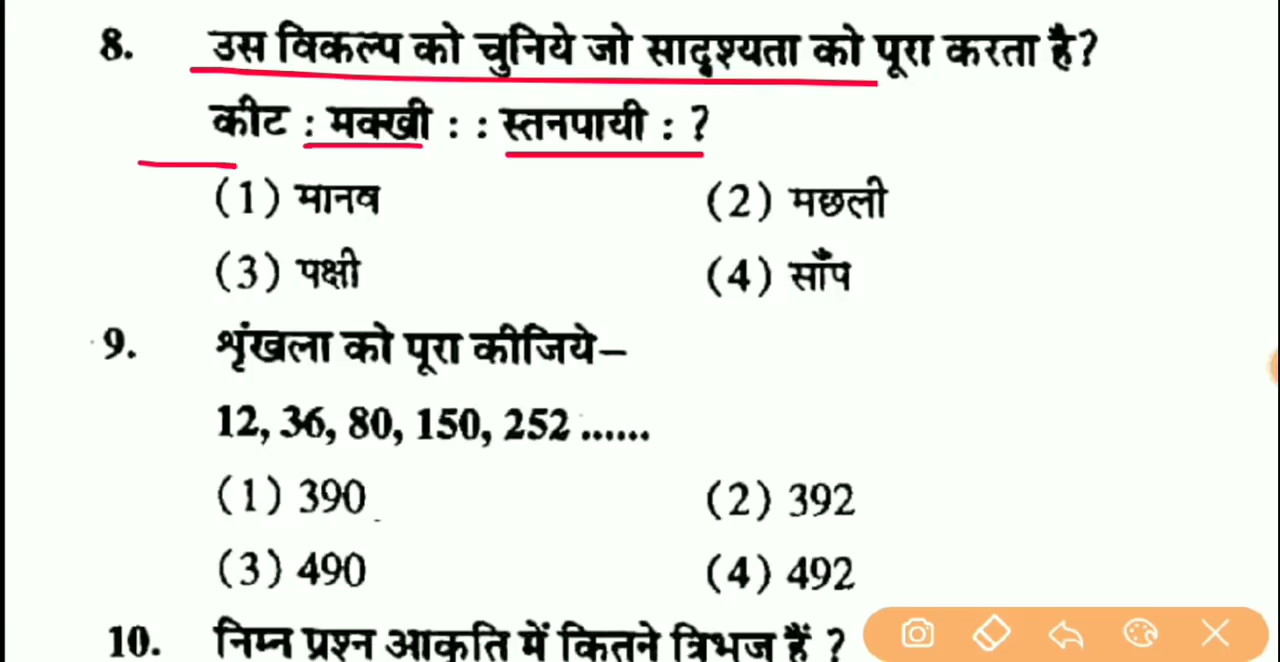 8. उस विकल्प को चुनिये जो सादृश्यता को पूरा करता है?
कीट : मक्खी : : स्तनपायी : ?
(1) मानव (2) मछली
(3) पक्षी (4) साँप
9. शृंखला को पूरा कीजिये–
12, 36, 80, 150, 252 ......
(1) 390 (2) 392
(3) 490 (4) 492
10. निम्न प्रश्न आकृति में कितने त्रिभुज हैं ?